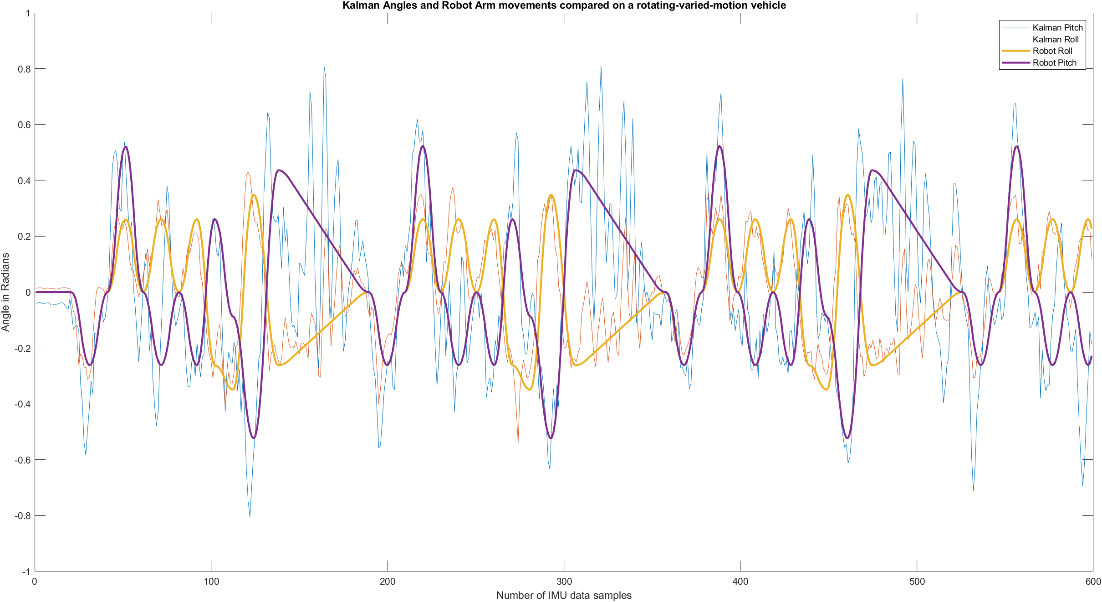 Kalman Angles and Robot Arm movements compared on a rotating-varied-motion vehicle
Kalman Pitch
Kalman Roll
Robot Roll
Robot Pitch
Angle in Radians
1
0.8
0.6
0.4
0.2
0
-0.2
-0.4
-0.6
-0.8
-1
0 100 200 300 400 500 600
Number of IMU data samples